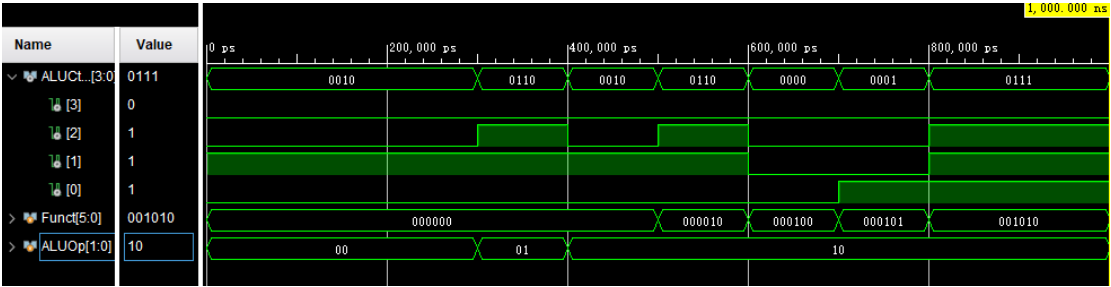 1,000.000 ns
Name Value
0 ps 200,000 ps 400,000 ps 600,000 ps 800,000 ps
ALUCt...[3:0] 0111 0010 0110 0010 0110 0000 0001 0111
[3] 0
[2] 1
[1] 1
[0] 1
Funct[5:0] 001010 000000 000010 000100 000101 001010
ALUOp[1:0] 10 00 01 10